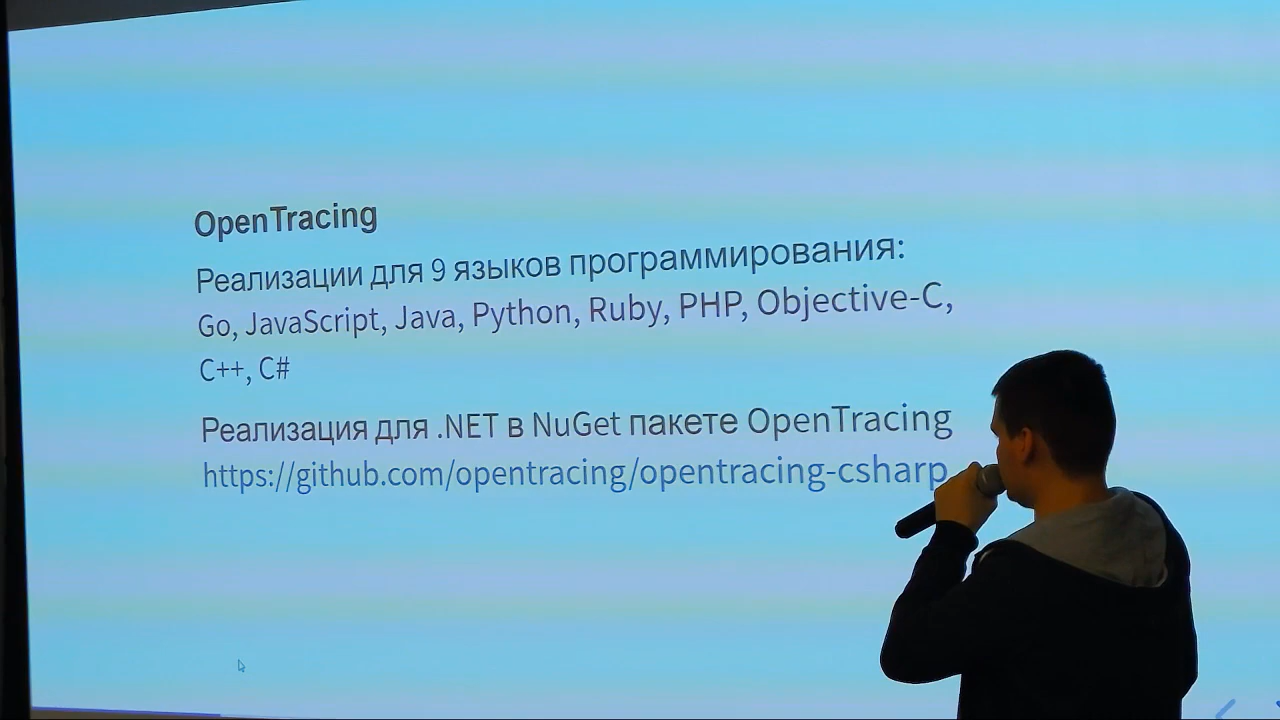 OpenTracing
Реализации для 9 языков программирования:
Go, JavaScript, Java, Python, Ruby, PHP, Objective-C,
C++, C#
Реализация для .NET в NuGet пакете OpenTracing
https://github.com/opentracing/opentracing-csharp